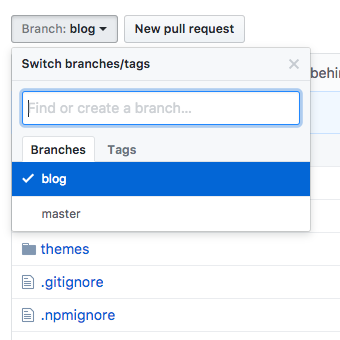 Branch: blog
New pull request
Switch branches/tags
behin
Find or create a branch...
Branches
Tags
blog
master
themes
.gitignore
.npmignore